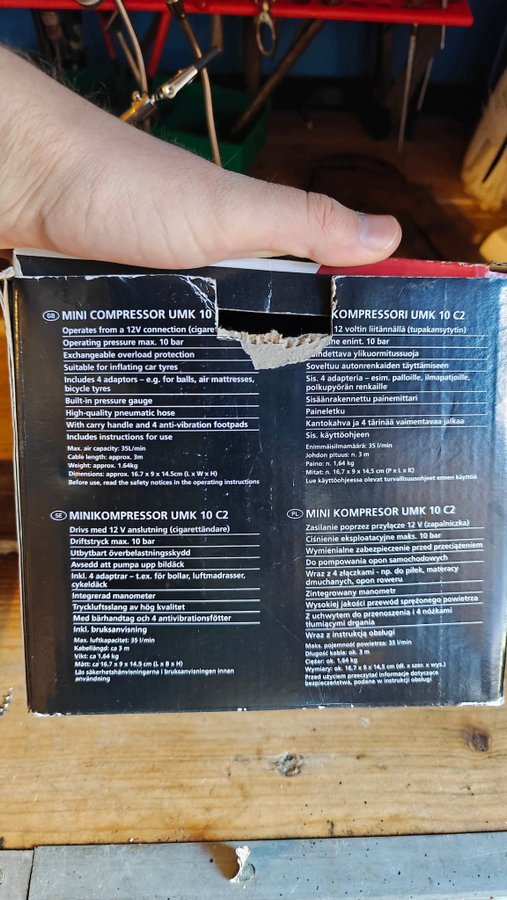 GB MINI COMPRESSOR UMK 10
Operates from a 12V connection
Operating pressure max. 10 bar
Exchangeable overload protection
Suitable for inflating car tyres
Includes 4 adaptors – e.g. for balls, air mattresses,
bicycle tyres
Built-in pressure gauge
High-quality pneumatic hose
With carry handle and 4 anti-vibration footpads
Includes instructions for use
Max. air capacity: 35L/min
Cable length: approx. 3m
Weight: approx. 1.64kg
Dimensions: approx. 16.7 x 9 x 14.5cm (L x W x H)
Before use, read the safety notices in the operating instructions
KOMPRESSORI UMK 10 C2
12 voltin liitännällä (tupakansytytin)
enint. 10 bar
Soveltuu autonrenkaiden täyttämiseen
Sis. 4 adapteria – esim. palloille, ilmapatjoille,
polkupyörän renkaille
Sisäänrakennettu painemittari
Paineletku
Kantokahva ja 4 tärinää vaimentavaa jalkaa
Sis. käyttöohjeen
Enimmäisilmamäärä: 35 l/min
Johdon pituus: n. 3 m
Paino: n. 1,64 kg
Mitat: n. 16,7 x 9 x 14,5 cm (P x L x K)
Lue käyttöohjeessa olevat turvallisuusohjeet ennen käyttöä
SE MINIKOMPRESSOR UMK 10 C2
Drivs med 12 V anslutning (cigarettändare)
Driftstryck max. 10 bar
Utbytbart överbelastningsskydd
Avsedd att pumpa upp bildäck
Inkl. 4 adaptrar – t.ex. för bollar, luftmadrasser,
cykeldäck
Integrerad manometer
Tryckluftsslang av hög kvalitet
Med bärhandtag och 4 antivibrationsfötter
Inkl. bruksanvisning
Max. luftkapacitet: 35 l/min
Kabellängd: ca 3 m
Vikt: ca 1,64 kg
Mått: ca 16,7 x 9 x 14,5 cm (L x B x H)
Läs säkerhetshänvisningarna i bruksanvisningen innan
användning
PL MINI KOMPRESOR UMK 10 C2
Zasilanie poprzez przyłącze 12 V (zapalniczka)
Ciśnienie eksploatacyjne maks. 10 bar
Wymienialne zabezpieczenie przed przeciążeniem
Do pompowania opon samochodowych
Wraz z 4 złączkami - np. do piłek, materacy
dmuchanych, opon roweru
Zintegrowany manometr
Wysokiej jakości przewód sprężonego powietrza
Z uchwytem do przenoszenia i 4 nóżkami
tłumiącymi drgania
Wraz z instrukcją obsługi
Maks. pojemność powietrza: 35 l/min
Długość kabla: ok. 3 m
Ciężar: ok. 1,64 kg
Wymiary: ok. 16,7 x 9 x 14,5 cm (dł. x szer. x wys.)
Przed użyciem przeczytać informacje dotyczące
bezpieczeństwa, podane w instrukcji obsługi